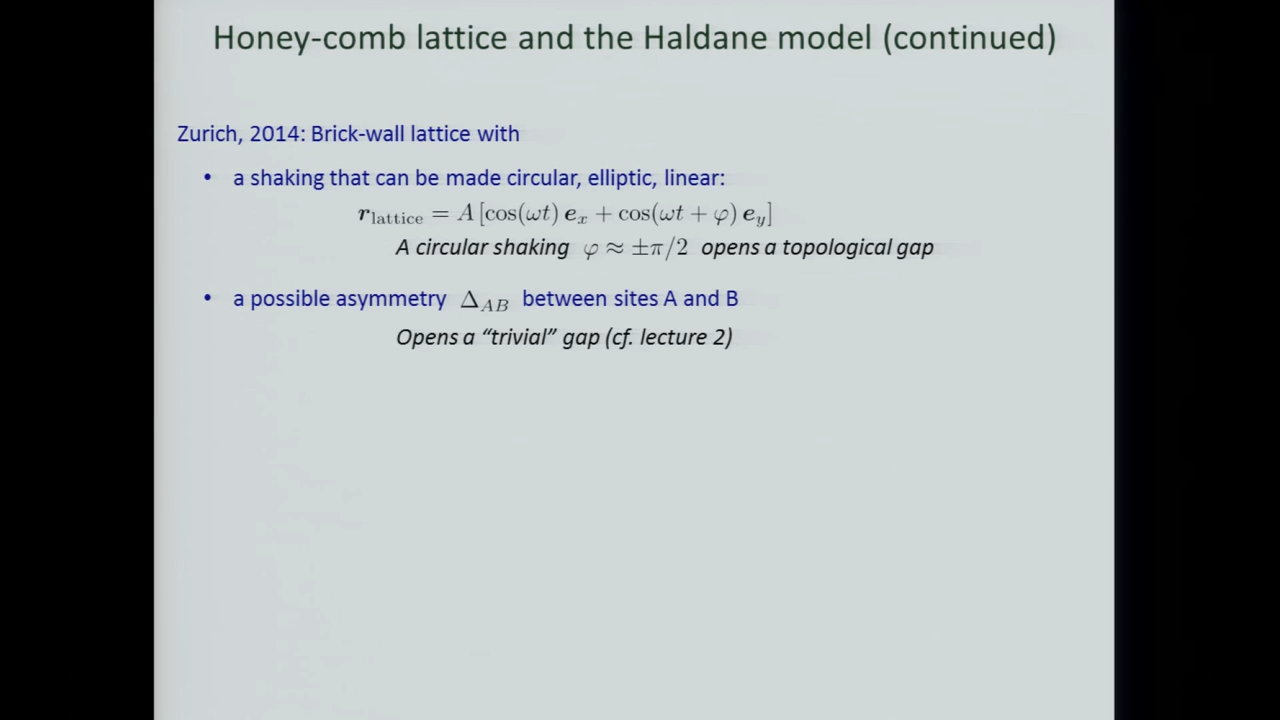 Honey-comb lattice and the Haldane model (continued)
Zurich, 2014: Brick-wall lattice with
• a shaking that can be made circular, elliptic, linear:
r_lattice = A [cos(ωt) e_x + cos(ωt + φ) e_y]
A circular shaking φ ≈ ±π/2 opens a topological gap
• a possible asymmetry Δ_AB between sites A and B
Opens a “trivial” gap (cf. lecture 2)